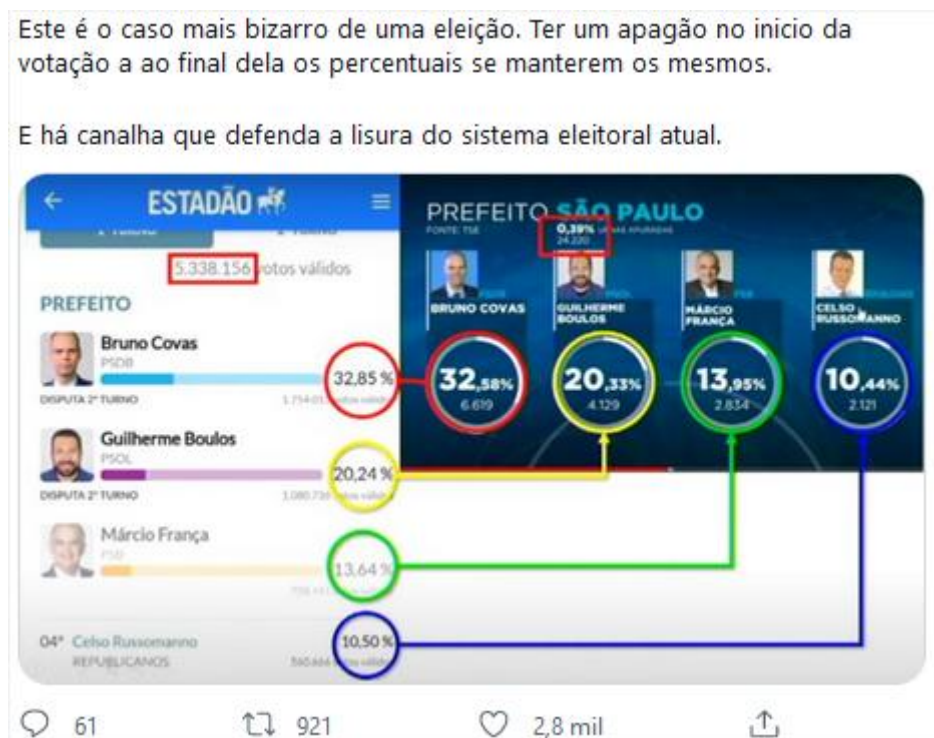 Este é o caso mais bizarro de uma eleição. Ter um apagão no inicio da
votação a ao final dela os percentuais se manterem os mesmos.
E há canalha que defenda a lisura do sistema eleitoral atual.
ESTADÃO
5.338.156 votos válidos
PREFEITO
Bruno Covas
PSDB
32,85 %
DISPUTA 2º TURNO
Guilherme Boulos
PSOL
20,24 %
DISPUTA 2º TURNO
Márcio França
PSB
13,64 %
04º Celso Russomanno
10,50 %
REPUBLICANOS
PREFEITO SÃO PAULO
FONTE: TSE
0,39% URNAS APURADAS
24.220
BRUNO COVAS
GUILHERME
BOULOS
MÁRCIO
FRANÇA
CELSO
RUSSOMANNO
32,58%
6.619
20,33%
4.129
13,95%
2.834
10,44%
2.121
61
921
2,8 mil